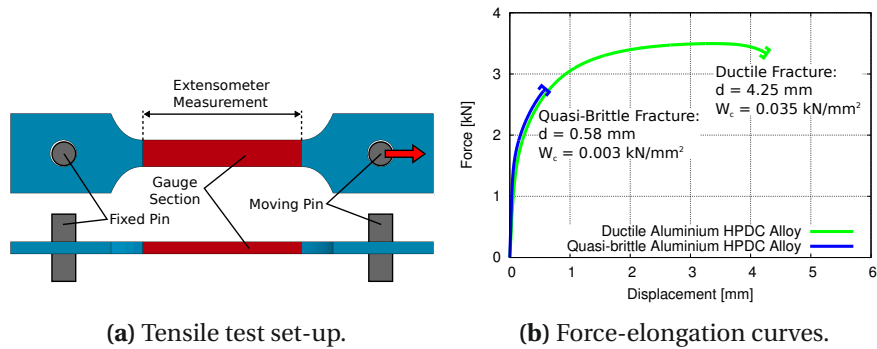 Extensometer
Measurement
Gauge
Section
Fixed Pin
Moving Pin
(a) Tensile test set-up.
4
3
2
1
0
Force [kN]
Ductile Fracture:
d = 4.25 mm
W_c = 0.035 kN/mm²
Quasi-Brittle Fracture:
d = 0.58 mm
W_c = 0.003 kN/mm²
Ductile Aluminium HPDC Alloy
Quasi-brittle Aluminium HPDC Alloy
0 1 2 3 4 5 6
Displacement [mm]
(b) Force-elongation curves.